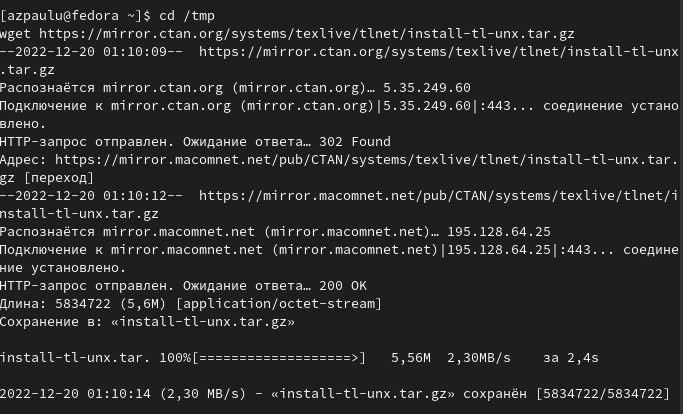 [azpaulu@fedora ~]$ cd /tmp
wget https://mirror.ctan.org/systems/texlive/tlnet/install-tl-unx.tar.gz
--2022-12-20 01:10:09--  https://mirror.ctan.org/systems/texlive/tlnet/install-tl-unx
.tar.gz
Распознаётся mirror.ctan.org (mirror.ctan.org)… 5.35.249.60
Подключение к mirror.ctan.org (mirror.ctan.org)|5.35.249.60|:443... соединение устано
влено.
HTTP-запрос отправлен. Ожидание ответа… 302 Found
Адрес: https://mirror.macomnet.net/pub/CTAN/systems/texlive/tlnet/install-tl-unx.tar.
gz [переход]
--2022-12-20 01:10:12--  https://mirror.macomnet.net/pub/CTAN/systems/texlive/tlnet/i
nstall-tl-unx.tar.gz
Распознаётся mirror.macomnet.net (mirror.macomnet.net)… 195.128.64.25
Подключение к mirror.macomnet.net (mirror.macomnet.net)|195.128.64.25|:443... соедине
ние установлено.
HTTP-запрос отправлен. Ожидание ответа… 200 OK
Длина: 5834722 (5,6M) [application/octet-stream]
Сохранение в: «install-tl-unx.tar.gz»
install-tl-unx.tar. 100%[===================>]   5,56M  2,30MB/s    за 2,4s
2022-12-20 01:10:14 (2,30 MB/s) - «install-tl-unx.tar.gz» сохранён [5834722/5834722]